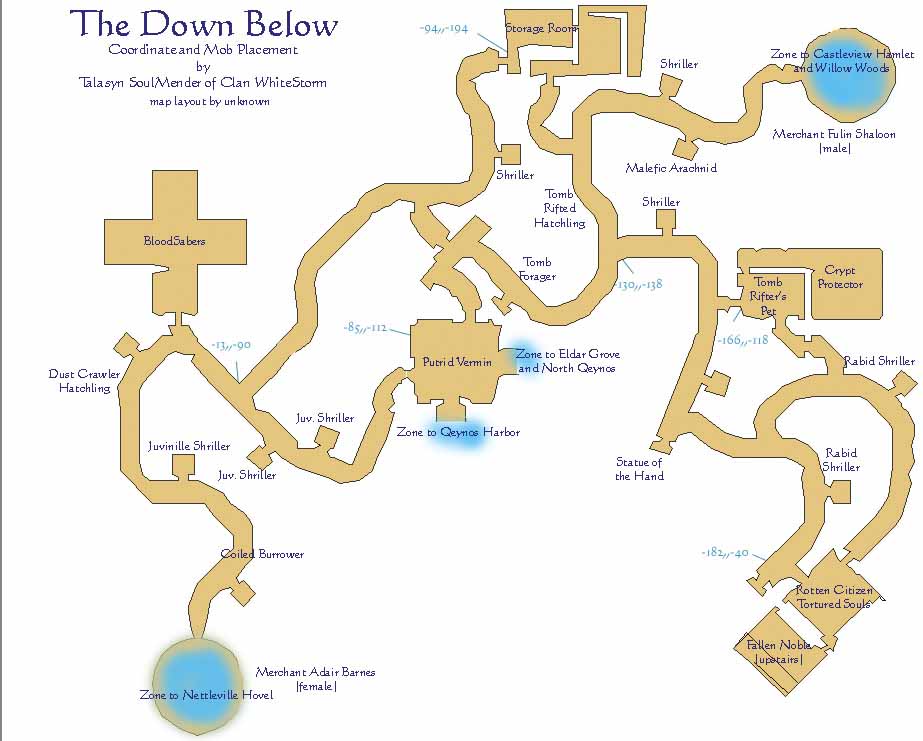 The Down Below
Coordinate and Mob Placement
by
Talasyn SoulMender of Clan WhiteStorm
map layout by unknown
-94,,-194
Storage Room
Shriller
Zone to Castleview Hamlet
and Willow Woods
Merchant Fulin Shaloon
|male|
Malefic Arachnid
Shriller
Tomb
Rifted
Hatchling
Shriller
BloodSabers
Tomb
Forager
-130,,-138
Crypt
Protector
Tomb
Rifter's
Pet
-166,,-118
-85,,-112
-13,,-90
Putrid Vermin
Zone to Eldar Grove
and North Qeynos
Rabid Shriller
Dust Crawler
Hatchling
Juv. Shriller
Zone to Qeynos Harbor
Juvinille Shriller
Juv. Shriller
Statue of
the Hand
Rabid
Shriller
Coiled Burrower
-182,,-40
Rotten Citizen
Tortured Souls
Fallen Noble
|upstairs|
Merchant Adair Barnes
|female|
Zone to Nettleville Hovel